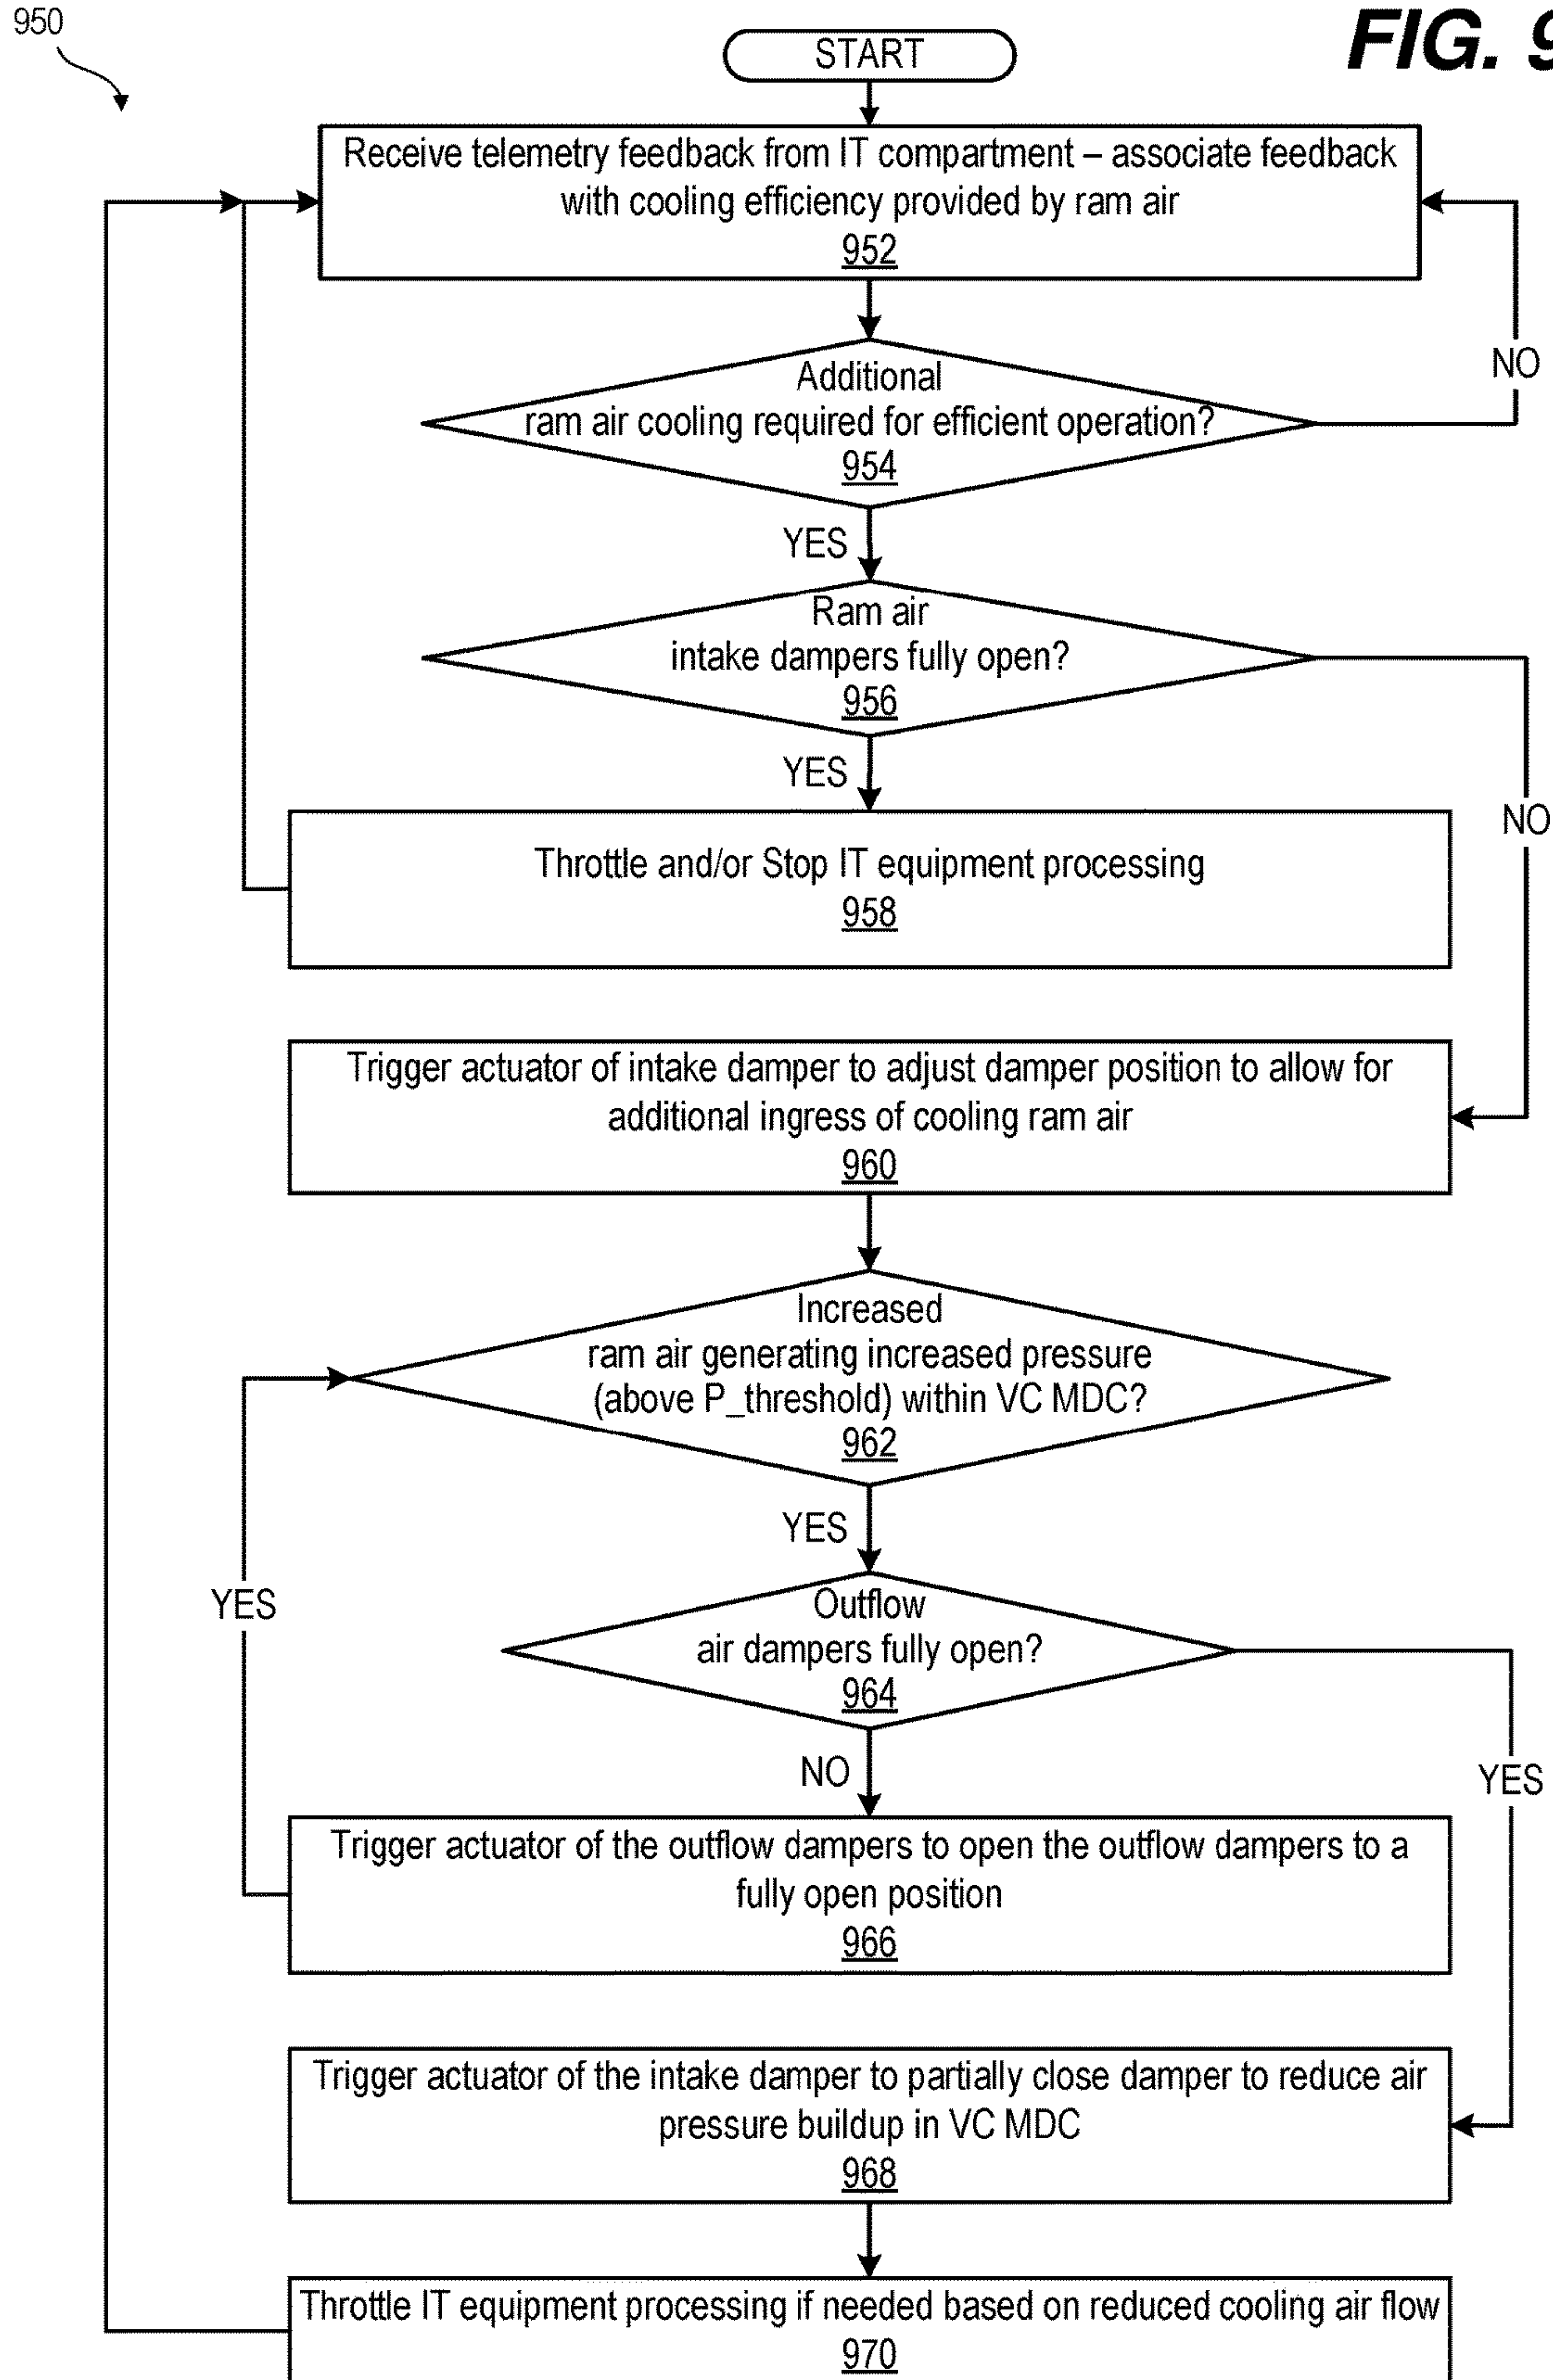 950
FIG. 9
START
Receive telemetry feedback from IT compartment – associate feedback
with cooling efficiency provided by ram air
952
Additional
ram air cooling required for efficient operation?
954
NO
YES
Ram air
intake dampers fully open?
956
YES
NO
Throttle and/or Stop IT equipment processing
958
Trigger actuator of intake damper to adjust damper position to allow for
additional ingress of cooling ram air
960
Increased
ram air generating increased pressure
(above P_threshold) within VC MDC?
962
YES
YES
Outflow
air dampers fully open?
964
NO
YES
Trigger actuator of the outflow dampers to open the outflow dampers to a
fully open position
966
Trigger actuator of the intake damper to partially close damper to reduce air
pressure buildup in VC MDC
968
Throttle IT equipment processing if needed based on reduced cooling air flow
970